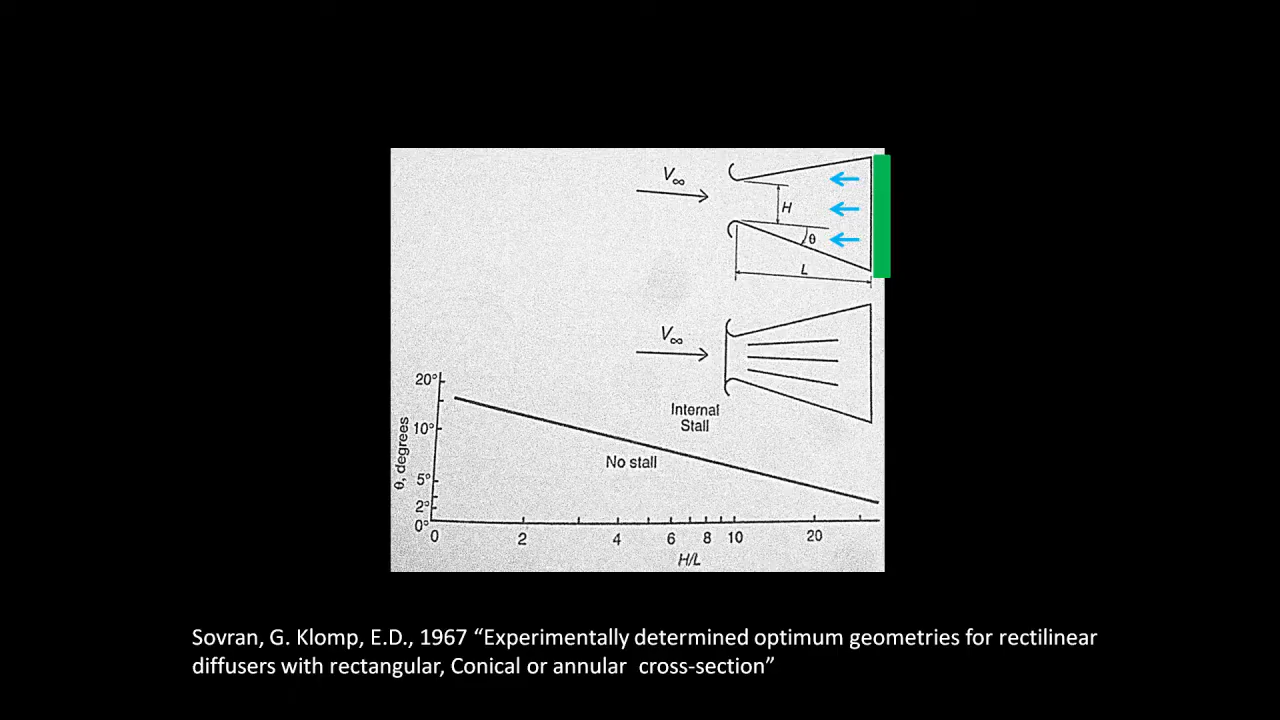 V∞
H
θ
L
V∞
Internal
Stall
No stall
20°
10°
5°
2°
0°
θ, degrees
0 2 4 6 8 10 20
H/L
Sovran, G. Klomp, E.D., 1967 “Experimentally determined optimum geometries for rectilinear
diffusers with rectangular, Conical or annular cross-section”